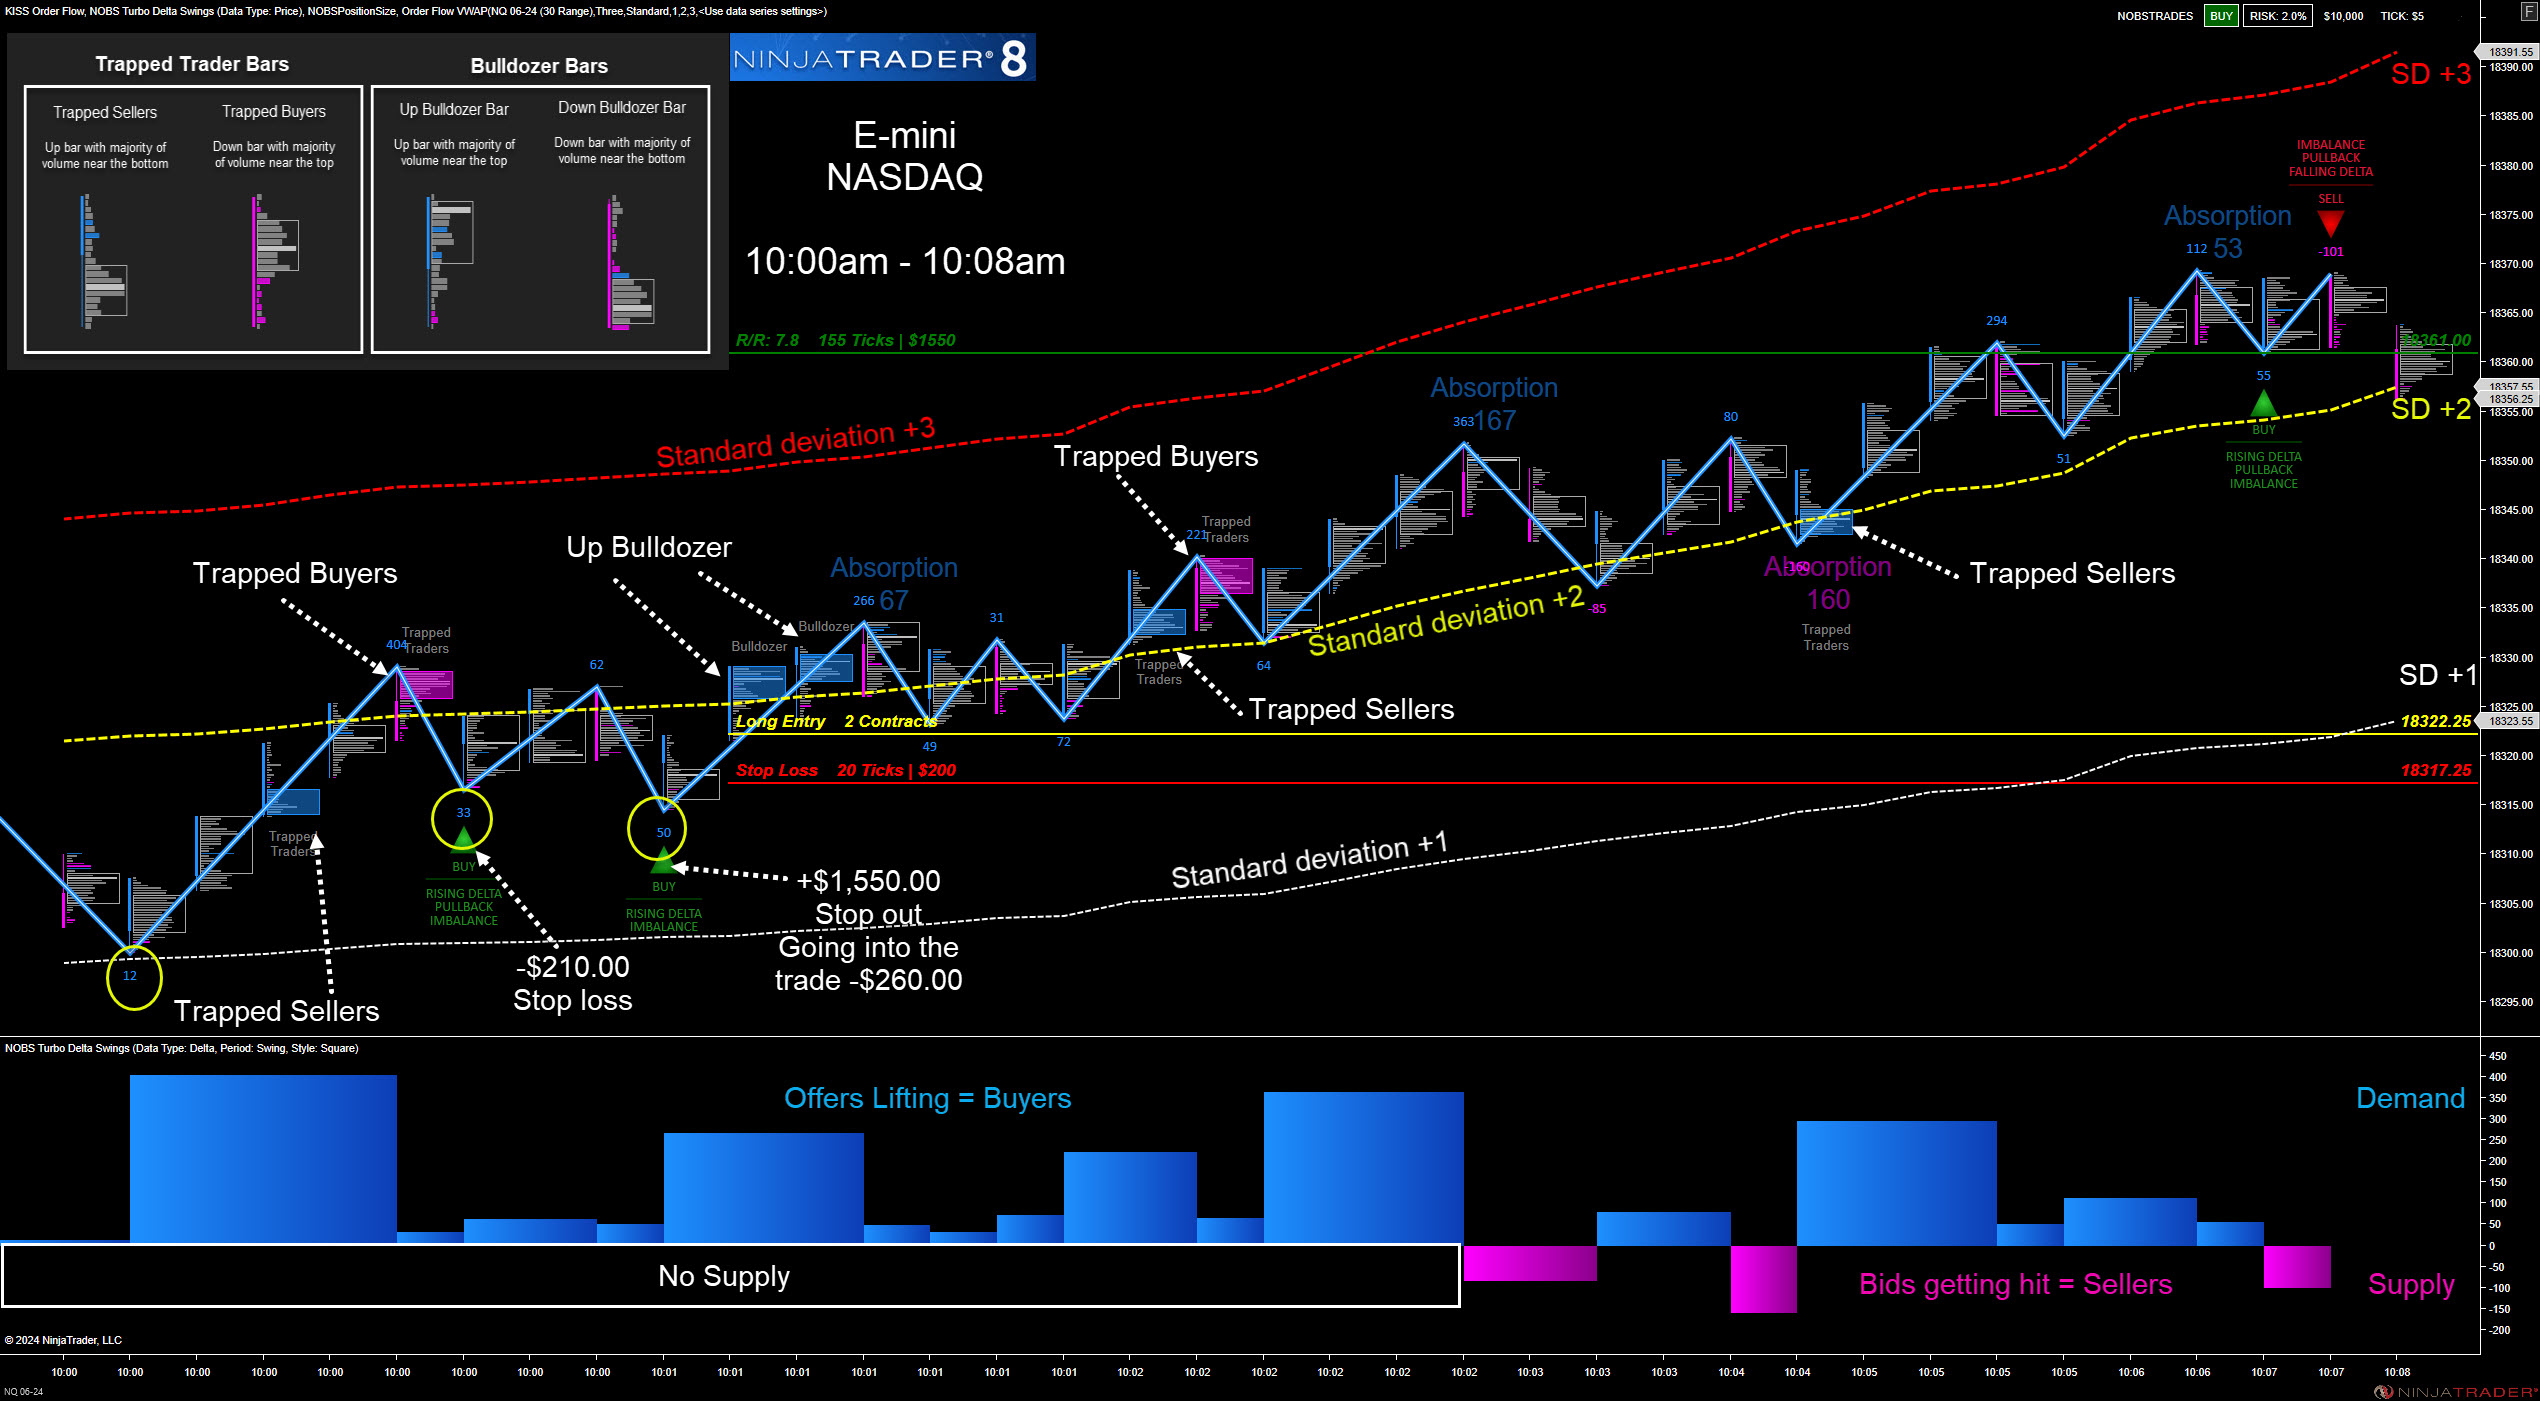 KISS Order Flow, NOBS Turbo Delta Swings (Data Type: Price), NOBSPositionSize, Order Flow VWAP(NQ 06-24 (30 Range),Three,Standard,1,2,3,<Use data series settings>)
NOBSTRADES BUY RISK: 2.0% $10,000 TICK: $5
F
Trapped Trader Bars
Trapped Sellers
Up bar with majority of
volume near the bottom
Trapped Buyers
Down bar with majority
of volume near the top
Bulldozer Bars
Up Bulldozer Bar
Up bar with majority of
volume near the top
Down Bulldozer Bar
Down bar with majority of
volume near the bottom
NINJATRADER® 8
E-mini
NASDAQ
10:00am - 10:08am
R/R: 7.8 155 Ticks | $1550
18361.00
Standard deviation +3
SD +3
SD +2
SD +1
Standard deviation +2
Standard deviation +1
IMBALANCE
PULLBACK
FALLING DELTA
SELL
-101
Absorption
53
112
294
Absorption
167
363
80
Trapped Buyers
221
Trapped
Traders
Up Bulldozer
Absorption
67
266
Bulldozer
Bulldozer
31
Trapped Buyers
404
Trapped
Traders
62
55
BUY
RISING DELTA
PULLBACK
IMBALANCE
51
Trapped Sellers
-160
Absorption
160
Trapped
Traders
-85
64
Trapped
Traders
Trapped Sellers
Long Entry 2 Contracts
18322.25
49
72
Stop Loss 20 Ticks | $200
18317.25
33
BUY
RISING DELTA
PULLBACK
IMBALANCE
50
BUY
RISING DELTA
IMBALANCE
Trapped
Traders
12
Trapped Sellers
-$210.00
Stop loss
+$1,550.00
Stop out
Going into the
trade -$260.00
18391.55
18390.00
18385.00
18380.00
18375.00
18370.00
18365.00
18360.00
18357.55
18356.25
18355.00
18350.00
18345.00
18340.00
18335.00
18330.00
18325.00
18323.55
18320.00
18315.00
18310.00
18305.00
18300.00
18295.00
NOBS Turbo Delta Swings (Data Type: Delta, Period: Swing, Style: Square)
Offers Lifting = Buyers
Demand
No Supply
Bids getting hit = Sellers
Supply
450
400
350
300
250
200
150
100
50
0
-50
-100
-150
-200
© 2024 NinjaTrader, LLC
10:00 10:00 10:00 10:00 10:00 10:00 10:00 10:00 10:00 10:01 10:01 10:01 10:01 10:01 10:01 10:01 10:02 10:02 10:02 10:02 10:02 10:02 10:03 10:03 10:03 10:04 10:04 10:05 10:05 10:05 10:05 10:06 10:06 10:07 10:07 10:08
NQ 06-24
NINJATRADER®